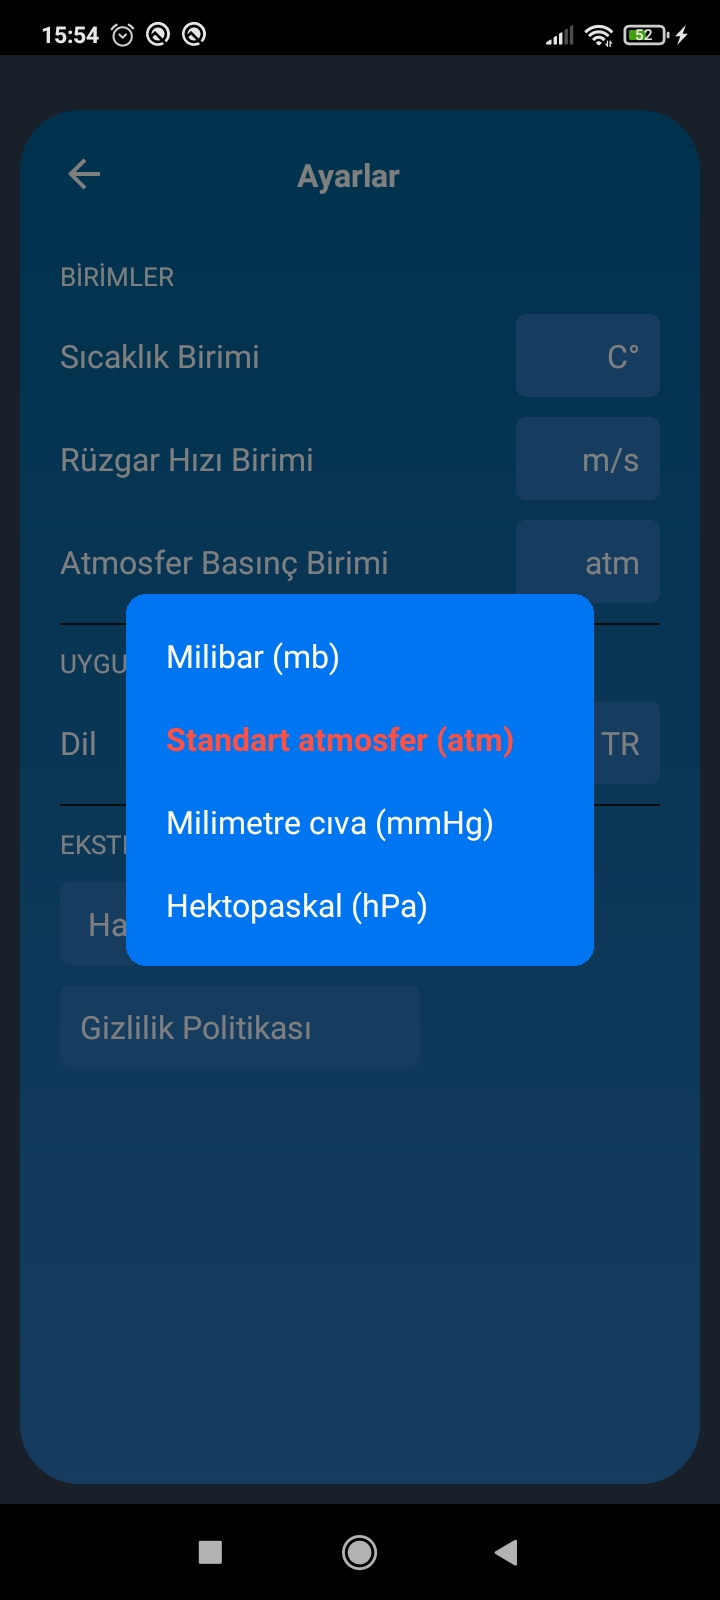 15:54
52
Ayarlar
BİRİMLER
Sıcaklık Birimi C°
Rüzgar Hızı Birimi m/s
Atmosfer Basınç Birimi atm
Milibar (mb)
UYGU
Standart atmosfer (atm)
Dil TR
Milimetre cıva (mmHg)
EKST
Hektopaskal (hPa)
Ha
Gizlilik Politikası